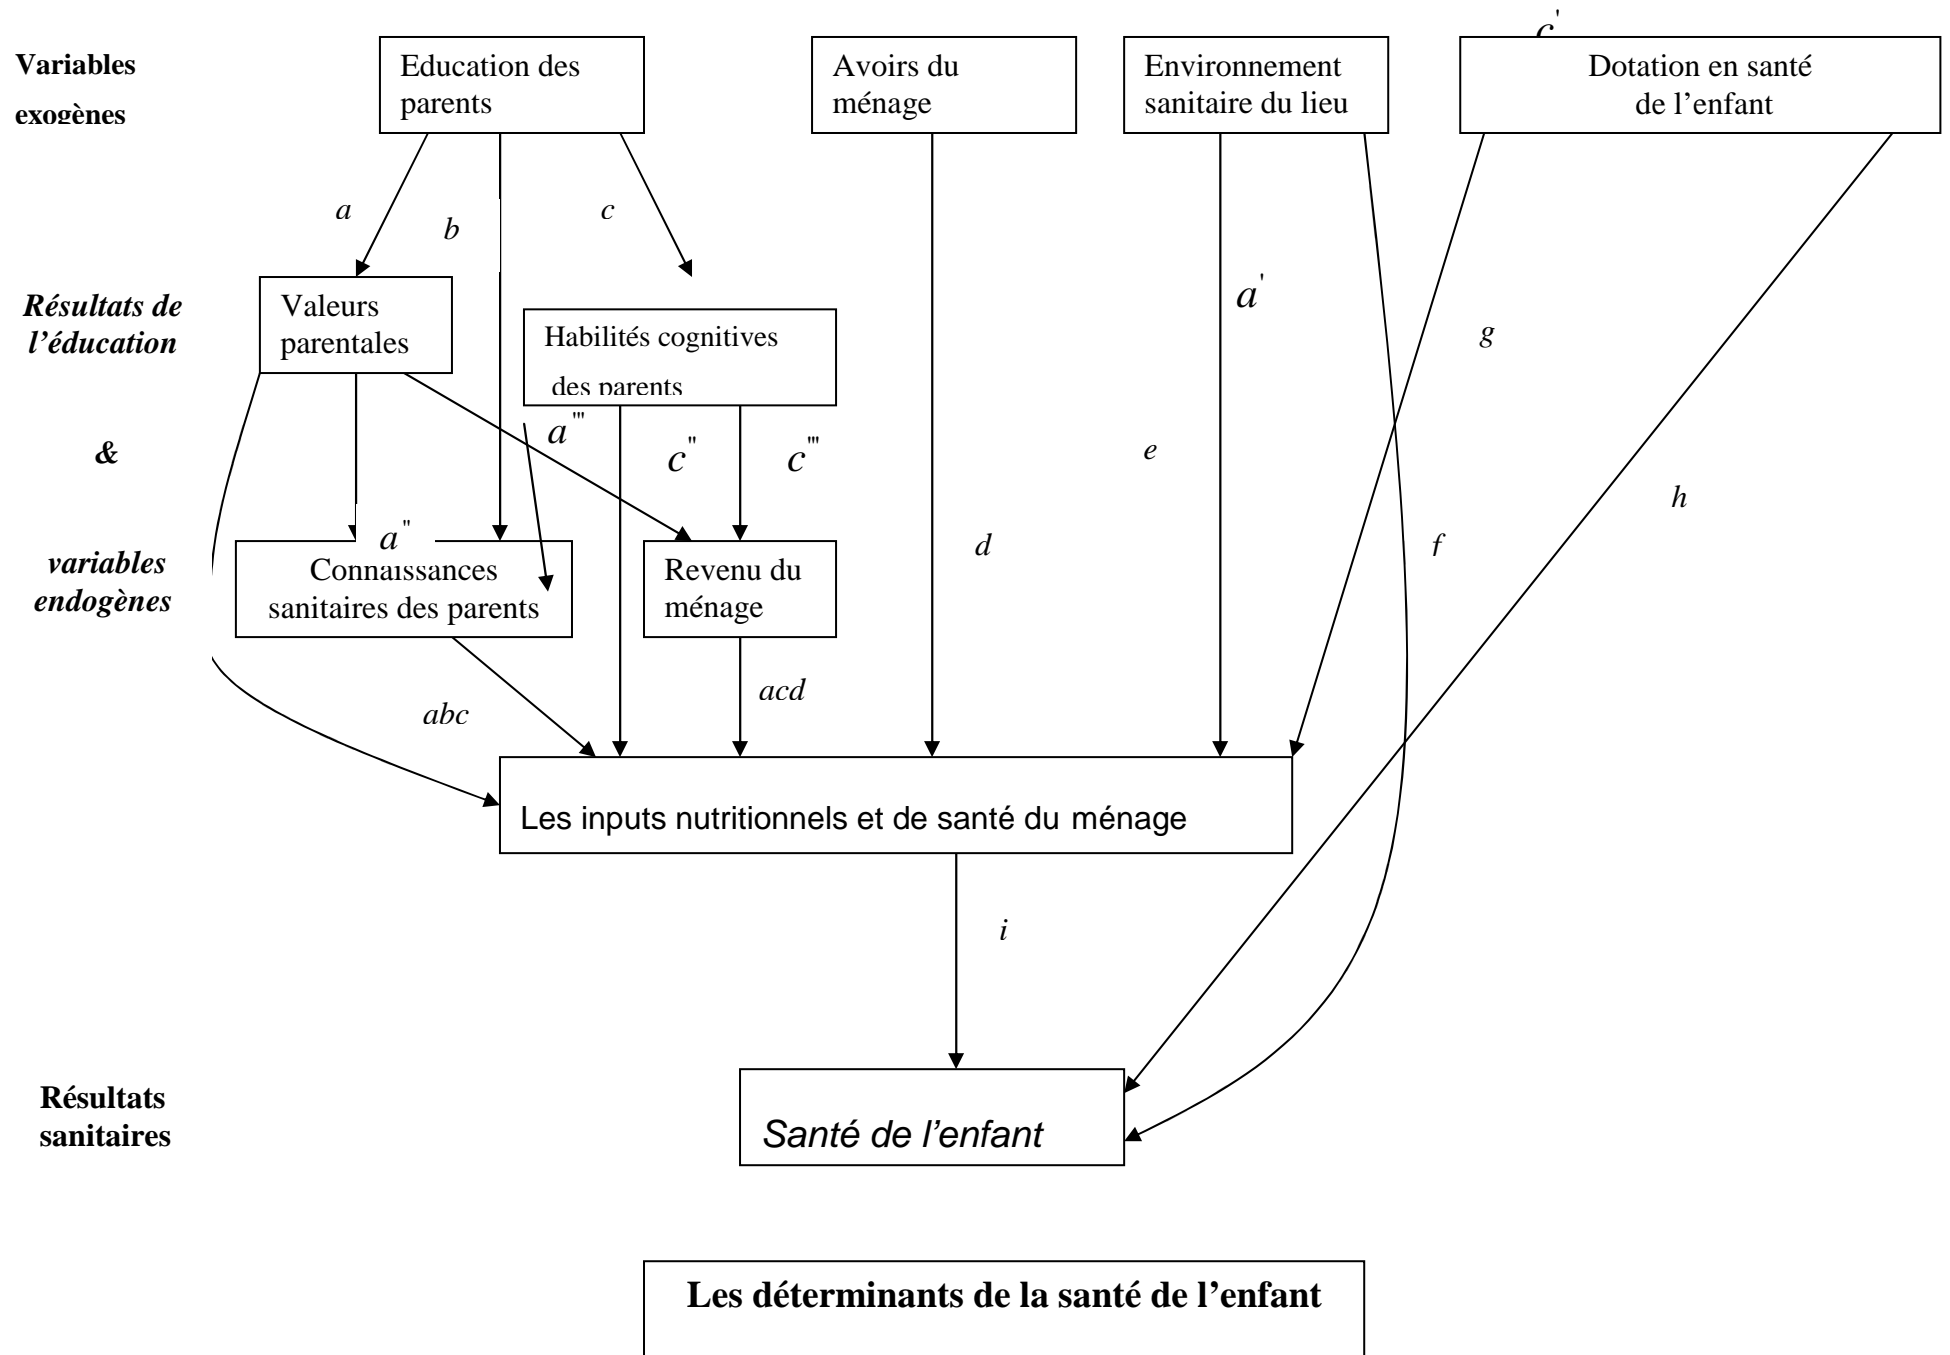 c'
Variables
exogènes
Education des
parents
Avoirs du
ménage
Environnement
sanitaire du lieu
Dotation en santé
de l’enfant
a
b
c
Résultats de
l’éducation
Valeurs
parentales
Habilités cognitives
des parents
a'
g
&
a'''
c''
c'''
e
h
variables
endogènes
a''
Connaissances
sanitaires des parents
Revenu du
ménage
d
f
abc
acd
Les inputs nutritionnels et de santé du ménage
i
Résultats
sanitaires
Santé de l’enfant
Les déterminants de la santé de l’enfant